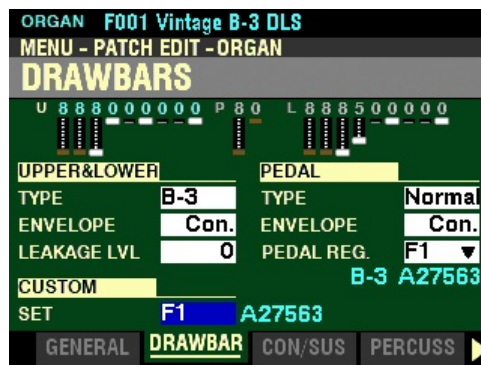 ORGAN F001 Vintage B-3 DLS
MENU - PATCH EDIT - ORGAN
DRAWBARS
U 888000000 P 80 L 888500000
UPPER&LOWER PEDAL
TYPE B-3 TYPE Normal
ENVELOPE Con. ENVELOPE Con.
LEAKAGE LVL 0 PEDAL REG. F1 ▼
B-3 A27563
CUSTOM
SET F1 A27563
GENERAL DRAWBAR CON/SUS PERCUSS